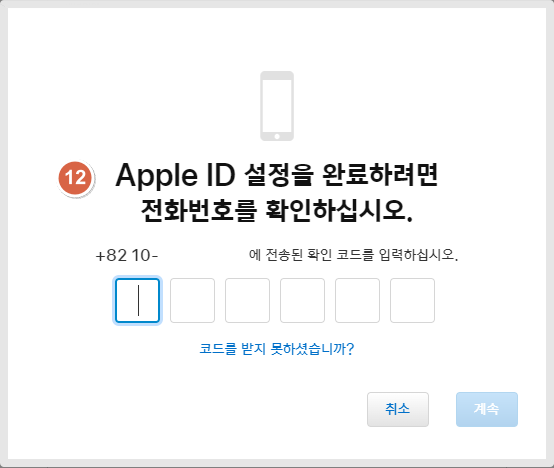 12
Apple ID 설정을 완료하려면
전화번호를 확인하십시오.
+82 10- 에 전송된 확인 코드를 입력하십시오.
코드를 받지 못하셨습니까?
취소 계속